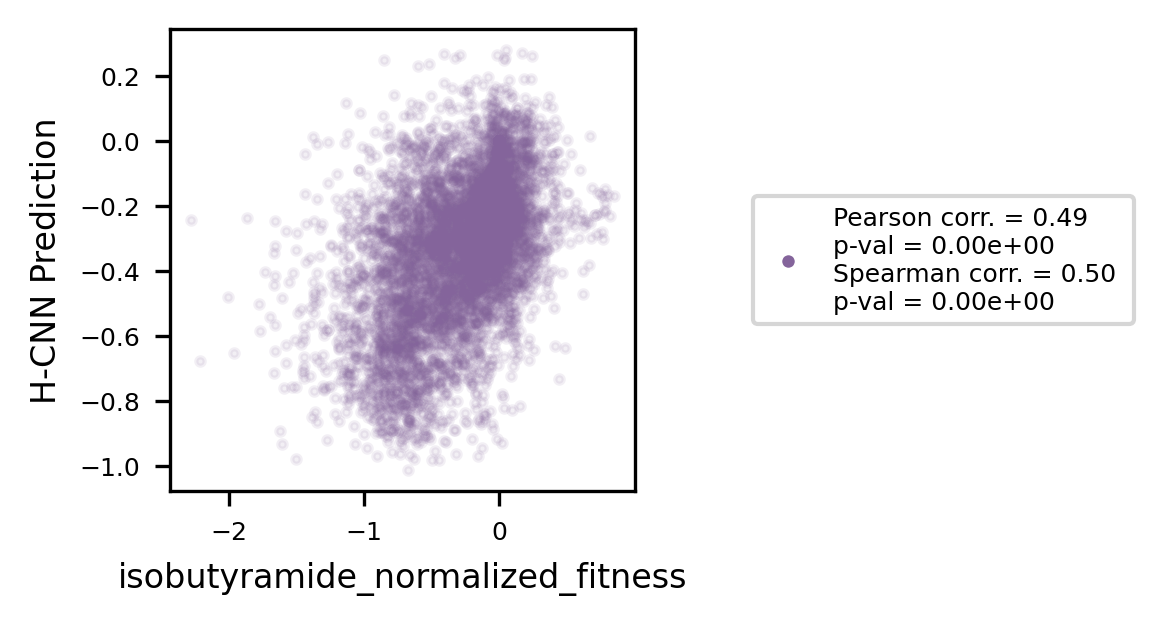 H-CNN Prediction
0.2
0.0
−0.2
−0.4
−0.6
−0.8
−1.0
−2
−1
0
isobutyramide_normalized_fitness
Pearson corr. = 0.49
p-val = 0.00e+00
Spearman corr. = 0.50
p-val = 0.00e+00